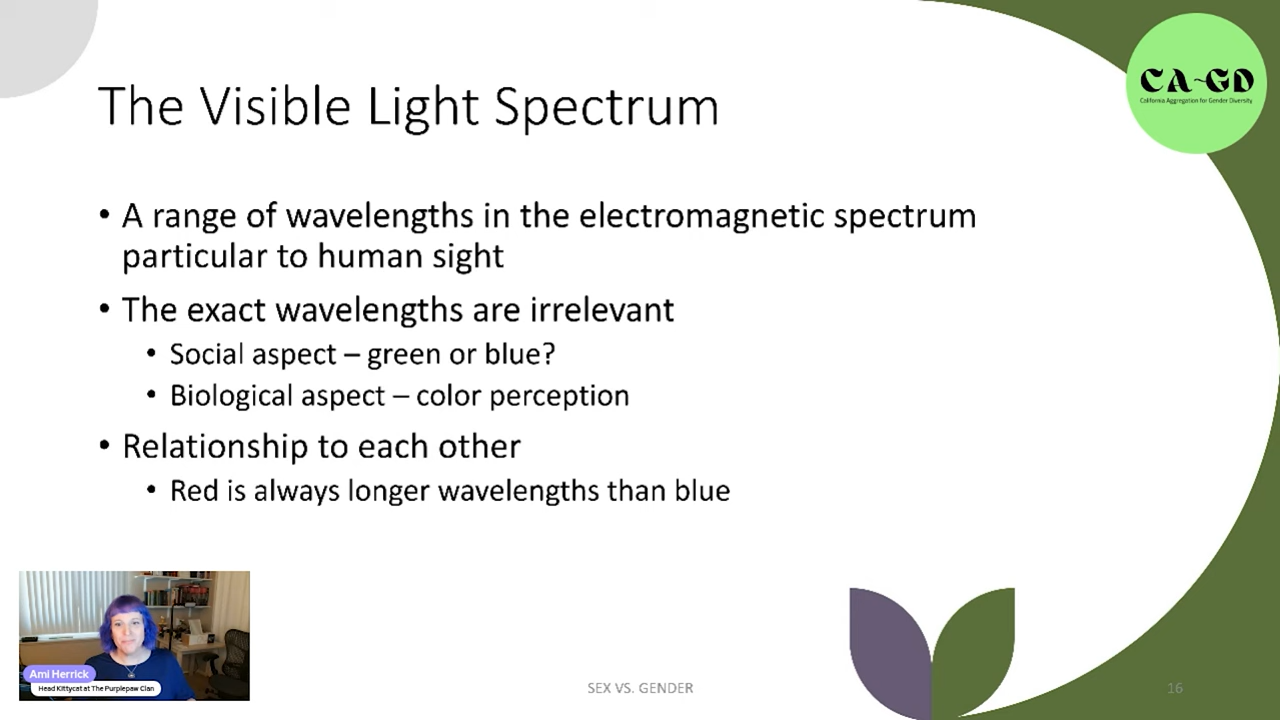 CA~GD
California Aggregation for Gender Diversity
The Visible Light Spectrum
• A range of wavelengths in the electromagnetic spectrum
particular to human sight
• The exact wavelengths are irrelevant
• Social aspect – green or blue?
• Biological aspect – color perception
• Relationship to each other
• Red is always longer wavelengths than blue
Ami Herrick
Head Kittycat at The Purplepaw Clan
SEX VS. GENDER
16